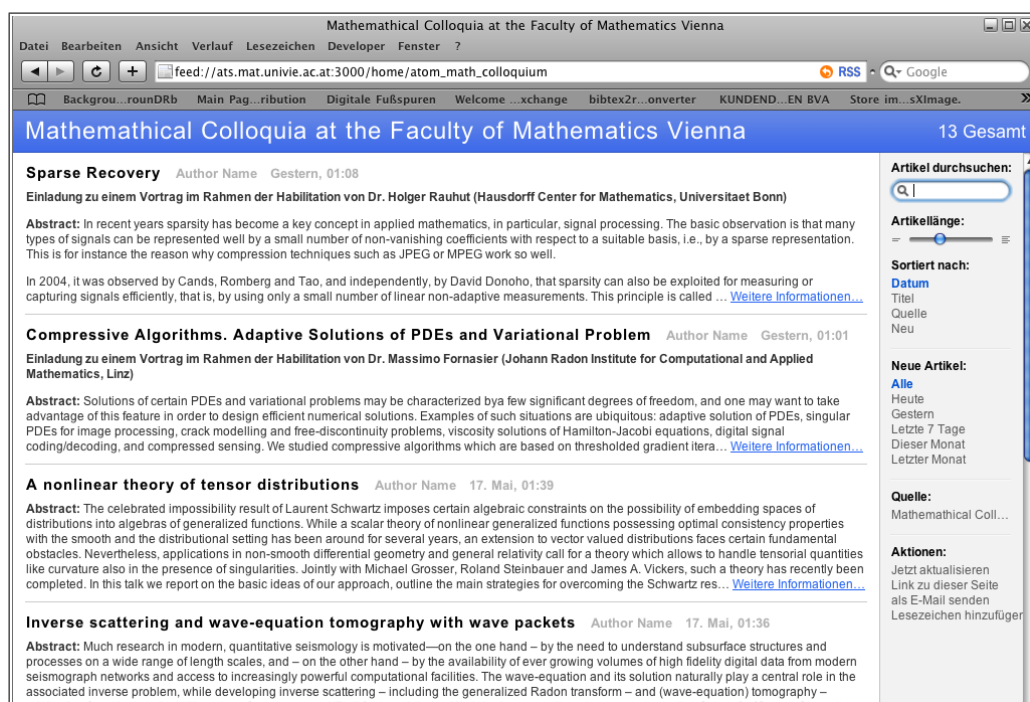 Mathemathical Colloquia at the Faculty of Mathematics Vienna
Datei Bearbeiten Ansicht Verlauf Lesezeichen Developer Fenster ?
feed://ats.mat.univie.ac.at:3000/home/atom_math_colloquium RSS Google
Backgrou...rounDRb Main Pag...ribution Digitale Fußspuren Welcome ...xchange bibtex2r...onverter KUNDEND...EN BVA Store im...sXImage. »
Mathemathical Colloquia at the Faculty of Mathematics Vienna 13 Gesamt
Sparse Recovery Author Name Gestern, 01:08
Einladung zu einem Vortrag im Rahmen der Habilitation von Dr. Holger Rauhut (Hausdorff Center for Mathematics, Universitaet Bonn)
Abstract: In recent years sparsity has become a key concept in applied mathematics, in particular, signal processing. The basic observation is that many
types of signals can be represented well by a small number of non-vanishing coefficients with respect to a suitable basis, i.e., by a sparse representation.
This is for instance the reason why compression techniques such as JPEG or MPEG work so well.
In 2004, it was observed by Cands, Romberg and Tao, and independently, by David Donoho, that sparsity can also be exploited for measuring or
capturing signals efficiently, that is, by using only a small number of linear non-adaptive measurements. This principle is called … Weitere Informationen…
Compressive Algorithms. Adaptive Solutions of PDEs and Variational Problem Author Name Gestern, 01:01
Einladung zu einem Vortrag im Rahmen der Habilitation von Dr. Massimo Fornasier (Johann Radon Institute for Computational and Applied
Mathematics, Linz)
Abstract: Solutions of certain PDEs and variational problems may be characterized bya few significant degrees of freedom, and one may want to take
advantage of this feature in order to design efficient numerical solutions. Examples of such situations are ubiquitous: adaptive solution of PDEs, singular
PDEs for image processing, crack modelling and free-discontinuity problems, viscosity solutions of Hamilton-Jacobi equations, digital signal
coding/decoding, and compressed sensing. We studied compressive algorithms which are based on thresholded gradient itera… Weitere Informationen…
A nonlinear theory of tensor distributions Author Name 17. Mai, 01:39
Abstract: The celebrated impossibility result of Laurent Schwartz imposes certain algebraic constraints on the possibility of embedding spaces of
distributions into algebras of generalized functions. While a scalar theory of nonlinear generalized functions possessing optimal consistency properties
with the smooth and the distributional setting has been around for several years, an extension to vector valued distributions faces certain fundamental
obstacles. Nevertheless, applications in non-smooth differential geometry and general relativity call for a theory which allows to handle tensorial quantities
like curvature also in the presence of singularities. Jointly with Michael Grosser, Roland Steinbauer and James A. Vickers, such a theory has recently been
completed. In this talk we report on the basic ideas of our approach, outline the main strategies for overcoming the Schwartz res… Weitere Informationen…
Inverse scattering and wave-equation tomography with wave packets Author Name 17. Mai, 01:36
Abstract: Much research in modern, quantitative seismology is motivated—on the one hand – by the need to understand subsurface structures and
processes on a wide range of length scales, and – on the other hand – by the availability of ever growing volumes of high fidelity digital data from modern
seismograph networks and access to increasingly powerful computational facilities. The wave-equation and its solution naturally play a central role in the
associated inverse problem, while developing inverse scattering – including the generalized Radon transform – and (wave-equation) tomography –
Artikel durchsuchen:
Artikellänge:
Sortiert nach:
Datum
Titel
Quelle
Neu
Neue Artikel:
Alle
Heute
Gestern
Letzte 7 Tage
Dieser Monat
Letzter Monat
Quelle:
Mathemathical Coll…
Aktionen:
Jetzt aktualisieren
Link zu dieser Seite
als E-Mail senden
Lesezeichen hinzufüger